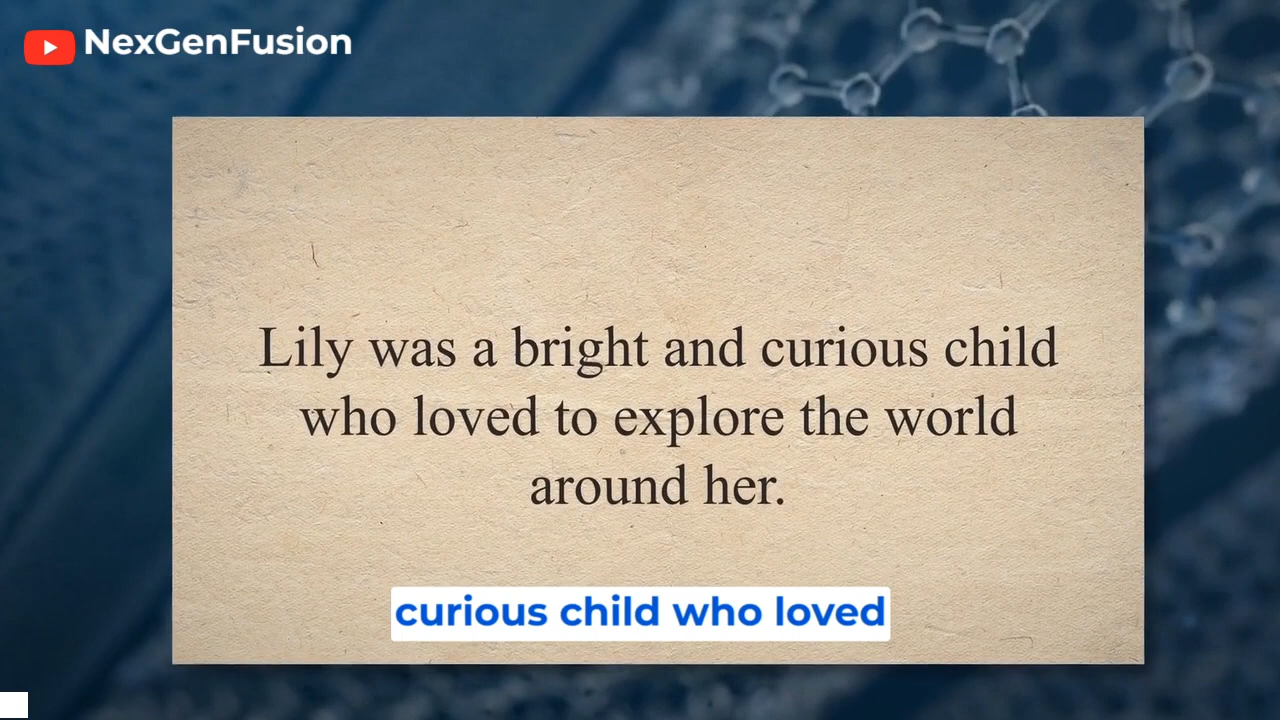 NexGenFusion
Lily was a bright and curious child
who loved to explore the world
around her.
curious child who loved